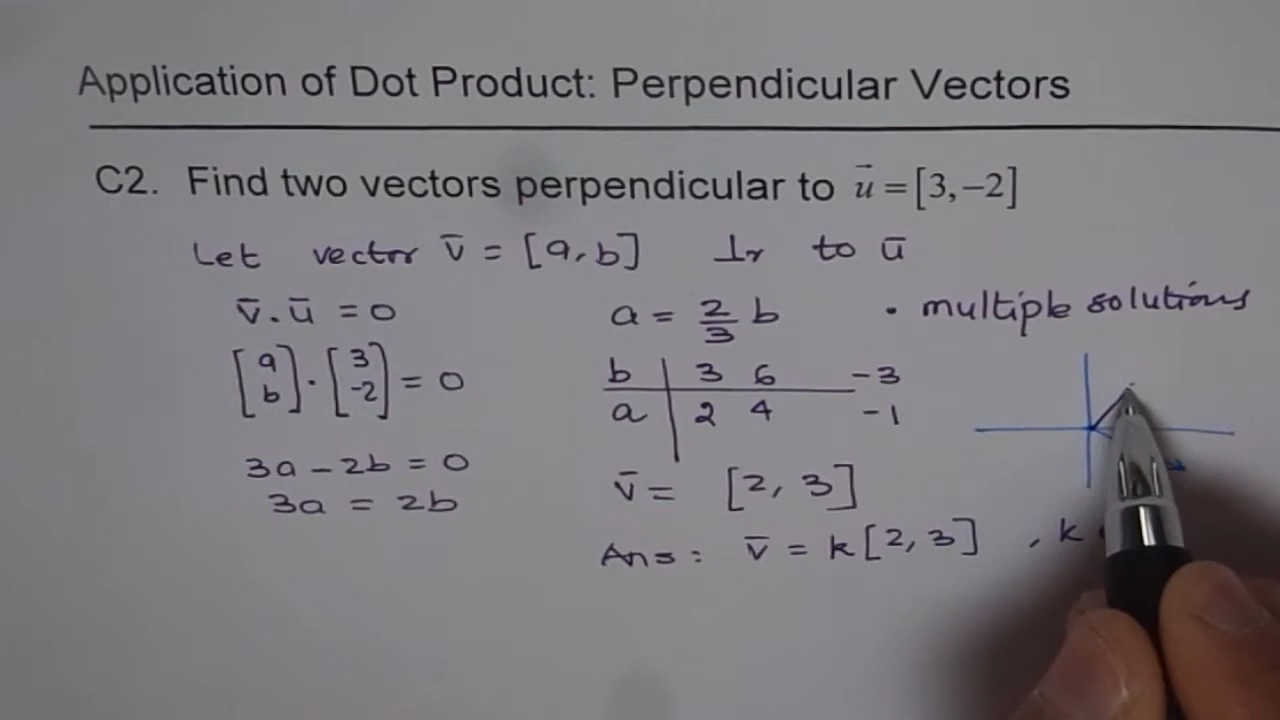 Application of Dot Product: Perpendicular Vectors
C2. Find two vectors perpendicular to u⃗ = [3,−2]
Let vector v̄ = [a,b] ⊥r to ū
v̄ . ū = 0
[a b] · [3 -2] = 0
3a − 2b = 0
3a = 2b
a = 2/3 b
b | 3 6 −3
a | 2 4 −1
v̄ = [2, 3]
Ans: v̄ = k[2, 3] , k
• multiple solutions